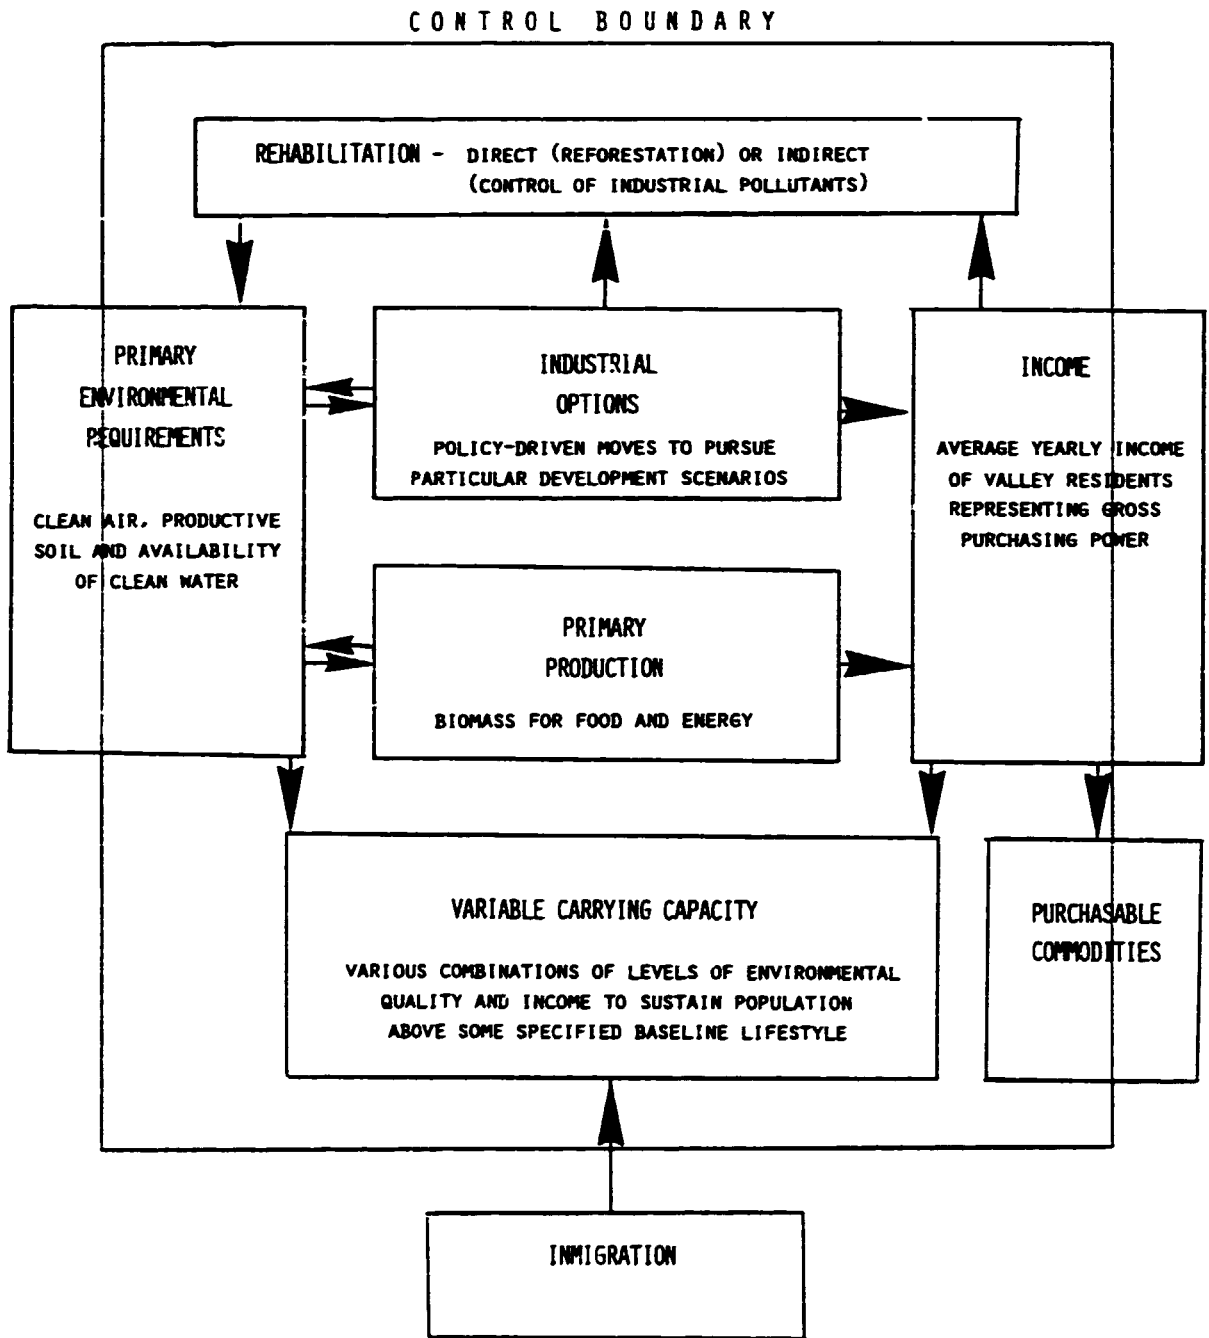 CONTROL BOUNDARY
REHABILITATION - DIRECT (REFORESTATION) OR INDIRECT
(CONTROL OF INDUSTRIAL POLLUTANTS)
PRIMARY
ENVIRONMENTAL
REQUIREMENTS
CLEAN AIR, PRODUCTIVE
SOIL AND AVAILABILITY
OF CLEAN WATER
INDUSTRIAL
OPTIONS
POLICY-DRIVEN MOVES TO PURSUE
PARTICULAR DEVELOPMENT SCENARIOS
INCOME
AVERAGE YEARLY INCOME
OF VALLEY RESIDENTS
REPRESENTING GROSS
PURCHASING POWER
PRIMARY
PRODUCTION
BIOMASS FOR FOOD AND ENERGY
VARIABLE CARRYING CAPACITY
VARIOUS COMBINATIONS OF LEVELS OF ENVIRONMENTAL
QUALITY AND INCOME TO SUSTAIN POPULATION
ABOVE SOME SPECIFIED BASELINE LIFESTYLE
PURCHASABLE
COMMODITIES
INMIGRATION